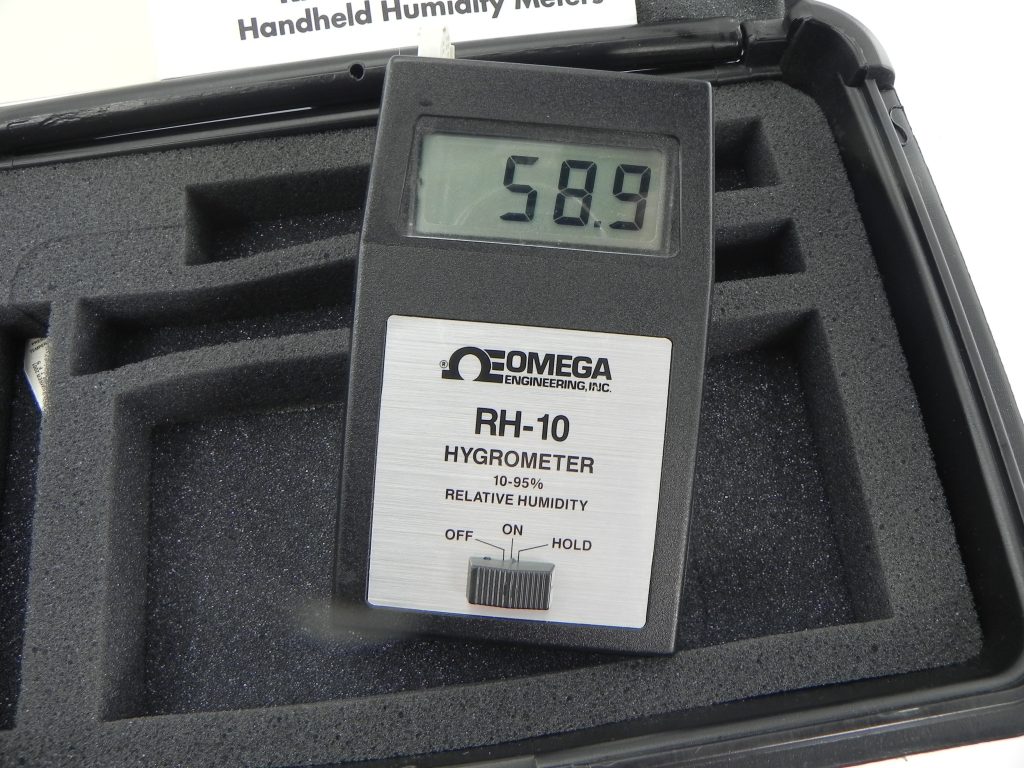 Handheld Humidity Meters
58.9
® OMEGA
ENGINEERING, INC.
RH-10
HYGROMETER
10-95%
RELATIVE HUMIDITY
OFF ON HOLD